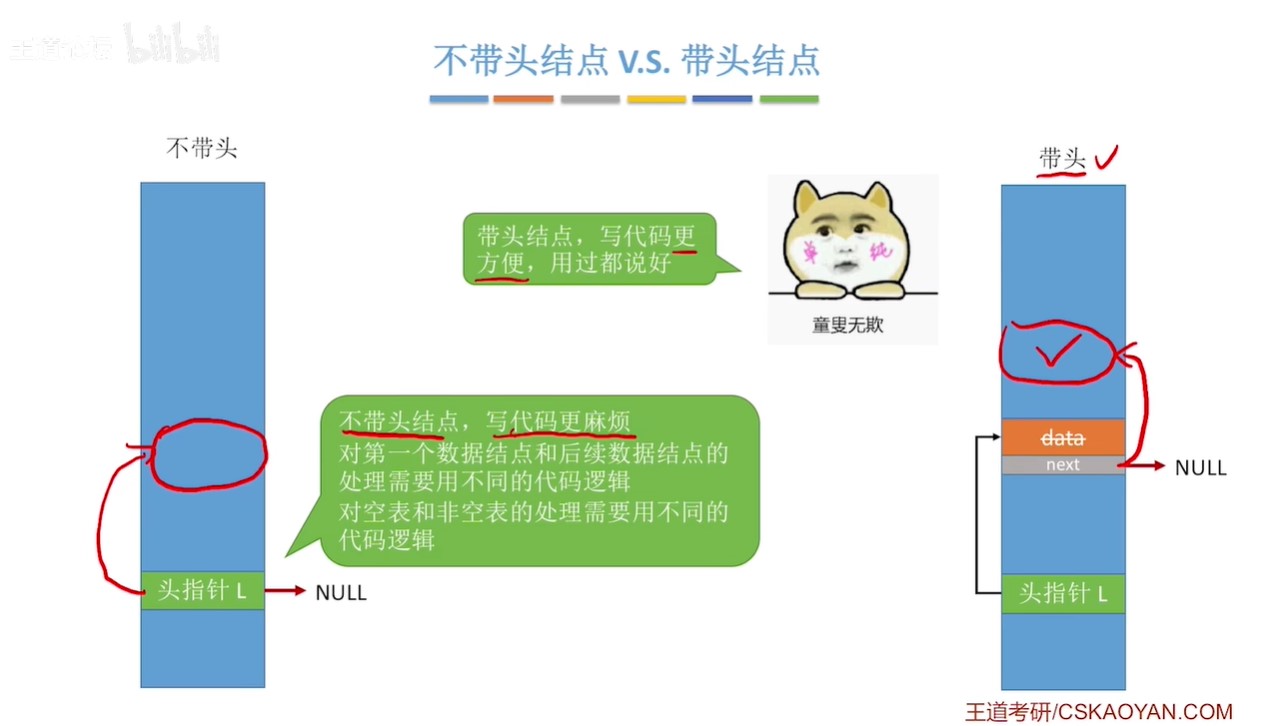 bilibili
不带头结点 V.S. 带头结点
不带头
带头
带头结点，写代码更
方便，用过都说好
单 纯
童叟无欺
不带头结点，写代码更麻烦
对第一个数据结点和后续数据结点的
处理需要用不同的代码逻辑
对空表和非空表的处理需要用不同的
代码逻辑
头指针 L
NULL
data
next
NULL
头指针 L
王道考研/CSKAOYAN.COM